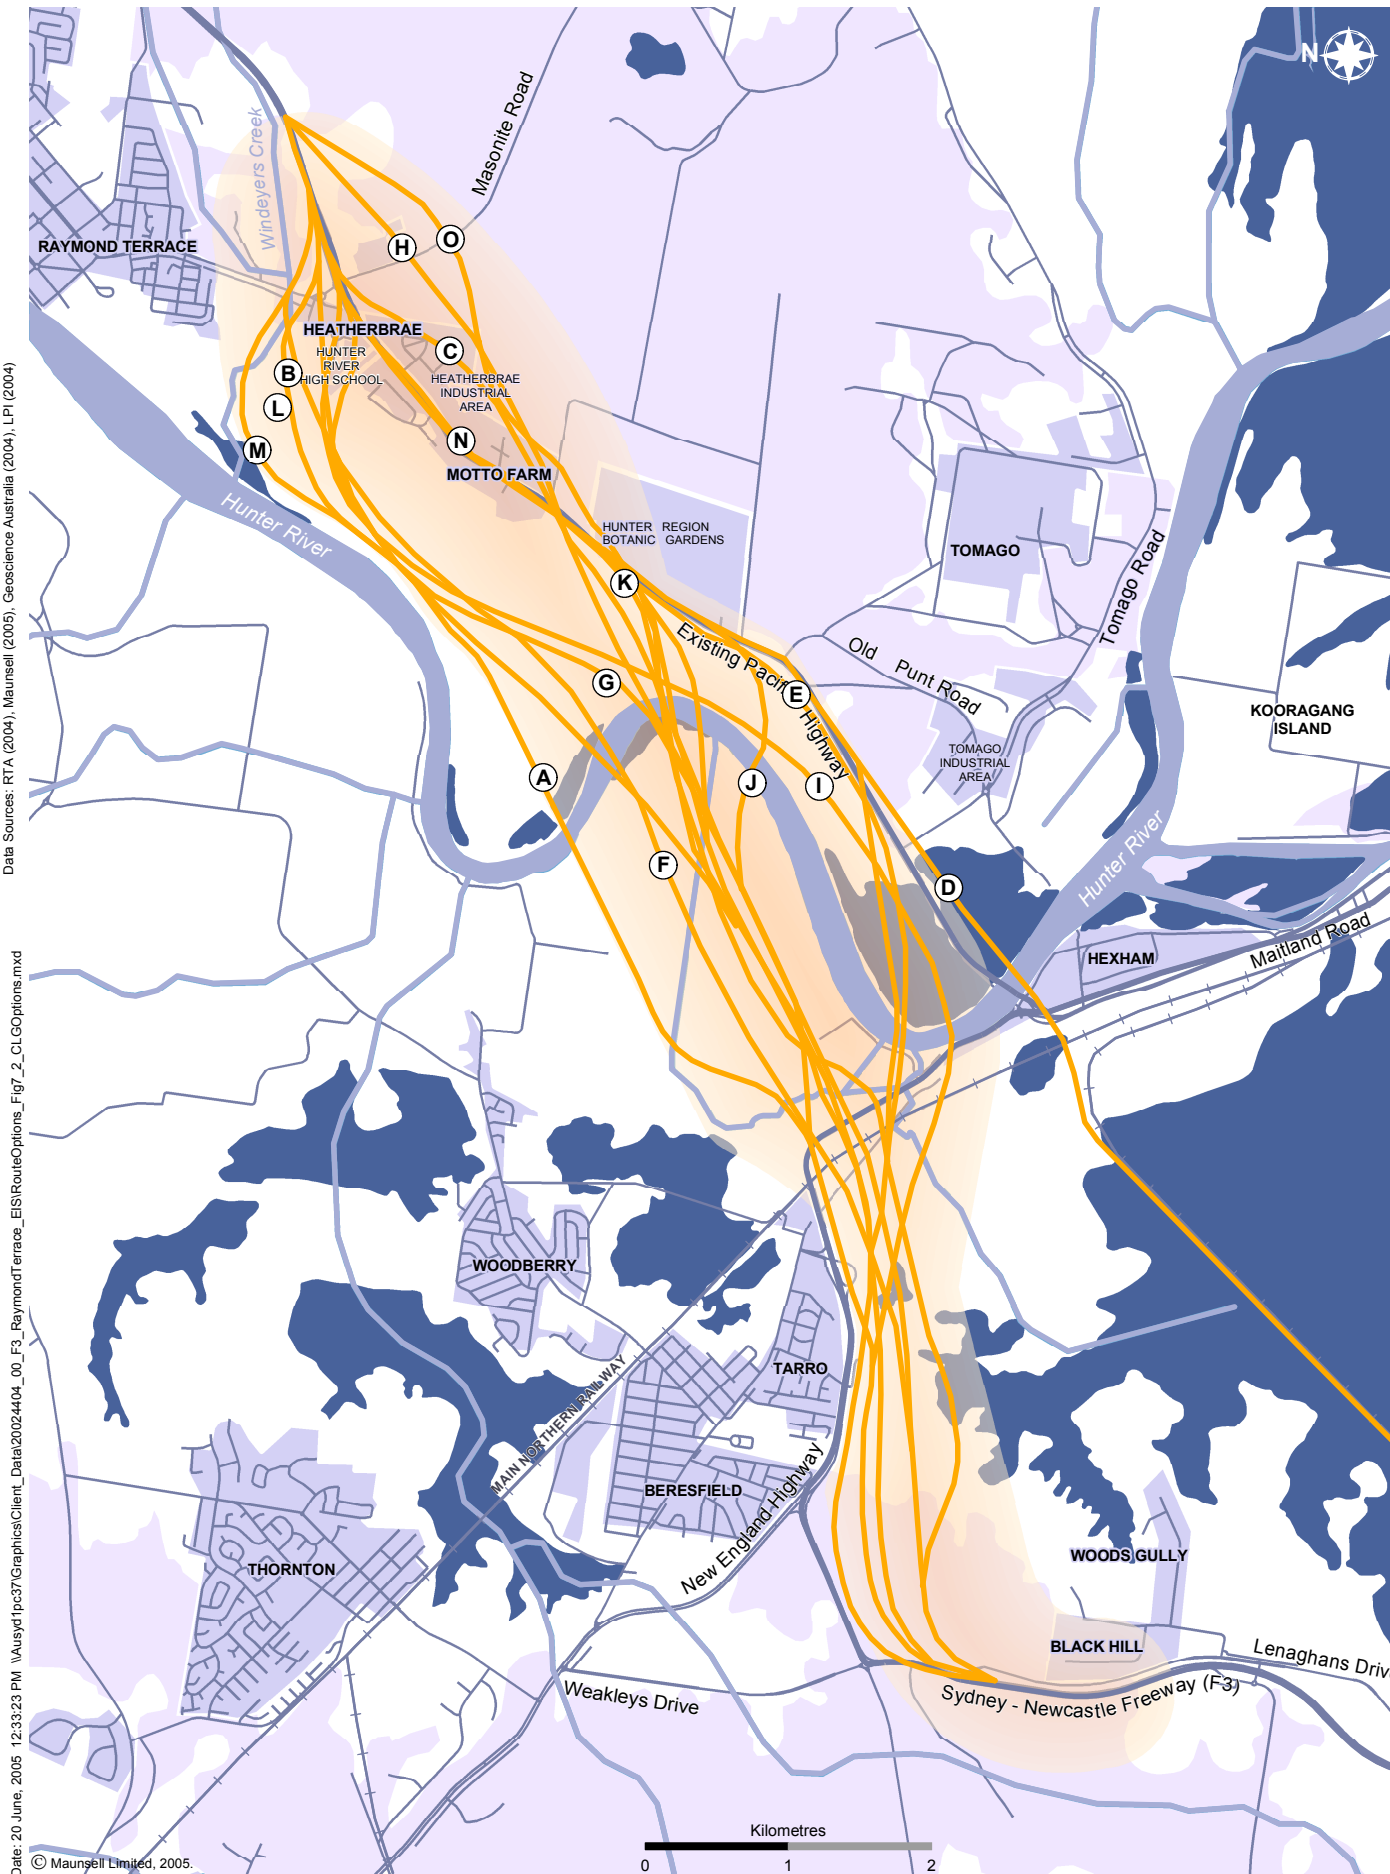 N
Masonite Road
Windeyers Creek
RAYMOND TERRACE
H
O
HEATHERBRAE
HUNTER
RIVER
HIGH SCHOOL
C
B
HEATHERBRAE
INDUSTRIAL
AREA
L
M
N
MOTTO FARM
Hunter River
HUNTER REGION
BOTANIC GARDENS
TOMAGO
K
Tomago Road
Existing Pacific
Highway
Old Punt Road
G
E
KOORAGANG
ISLAND
TOMAGO
INDUSTRIAL
AREA
A
J
I
F
D
Hunter River
HEXHAM
Maitland Road
WOODBERRY
TARRO
MAIN NORTHERN RAILWAY
BERESFIELD
New England Highway
THORNTON
WOODS GULLY
BLACK HILL
Lenaghans Drive
Weakleys Drive
Sydney - Newcastle Freeway (F3)
Kilometres
0 1 2
© Maunsell Limited, 2005.
Data Sources: RTA (2004), Maunsell (2005), Geoscience Australia (2004), LPI (2004)
Date: 20 June, 2005 12:33:23 PM \\Ausyd1pc37\Graphics\Client_Data\20024404_00_F3_RaymondTerrace_EIS\RouteOptions_Fig7_2_CLGOptions.mxd